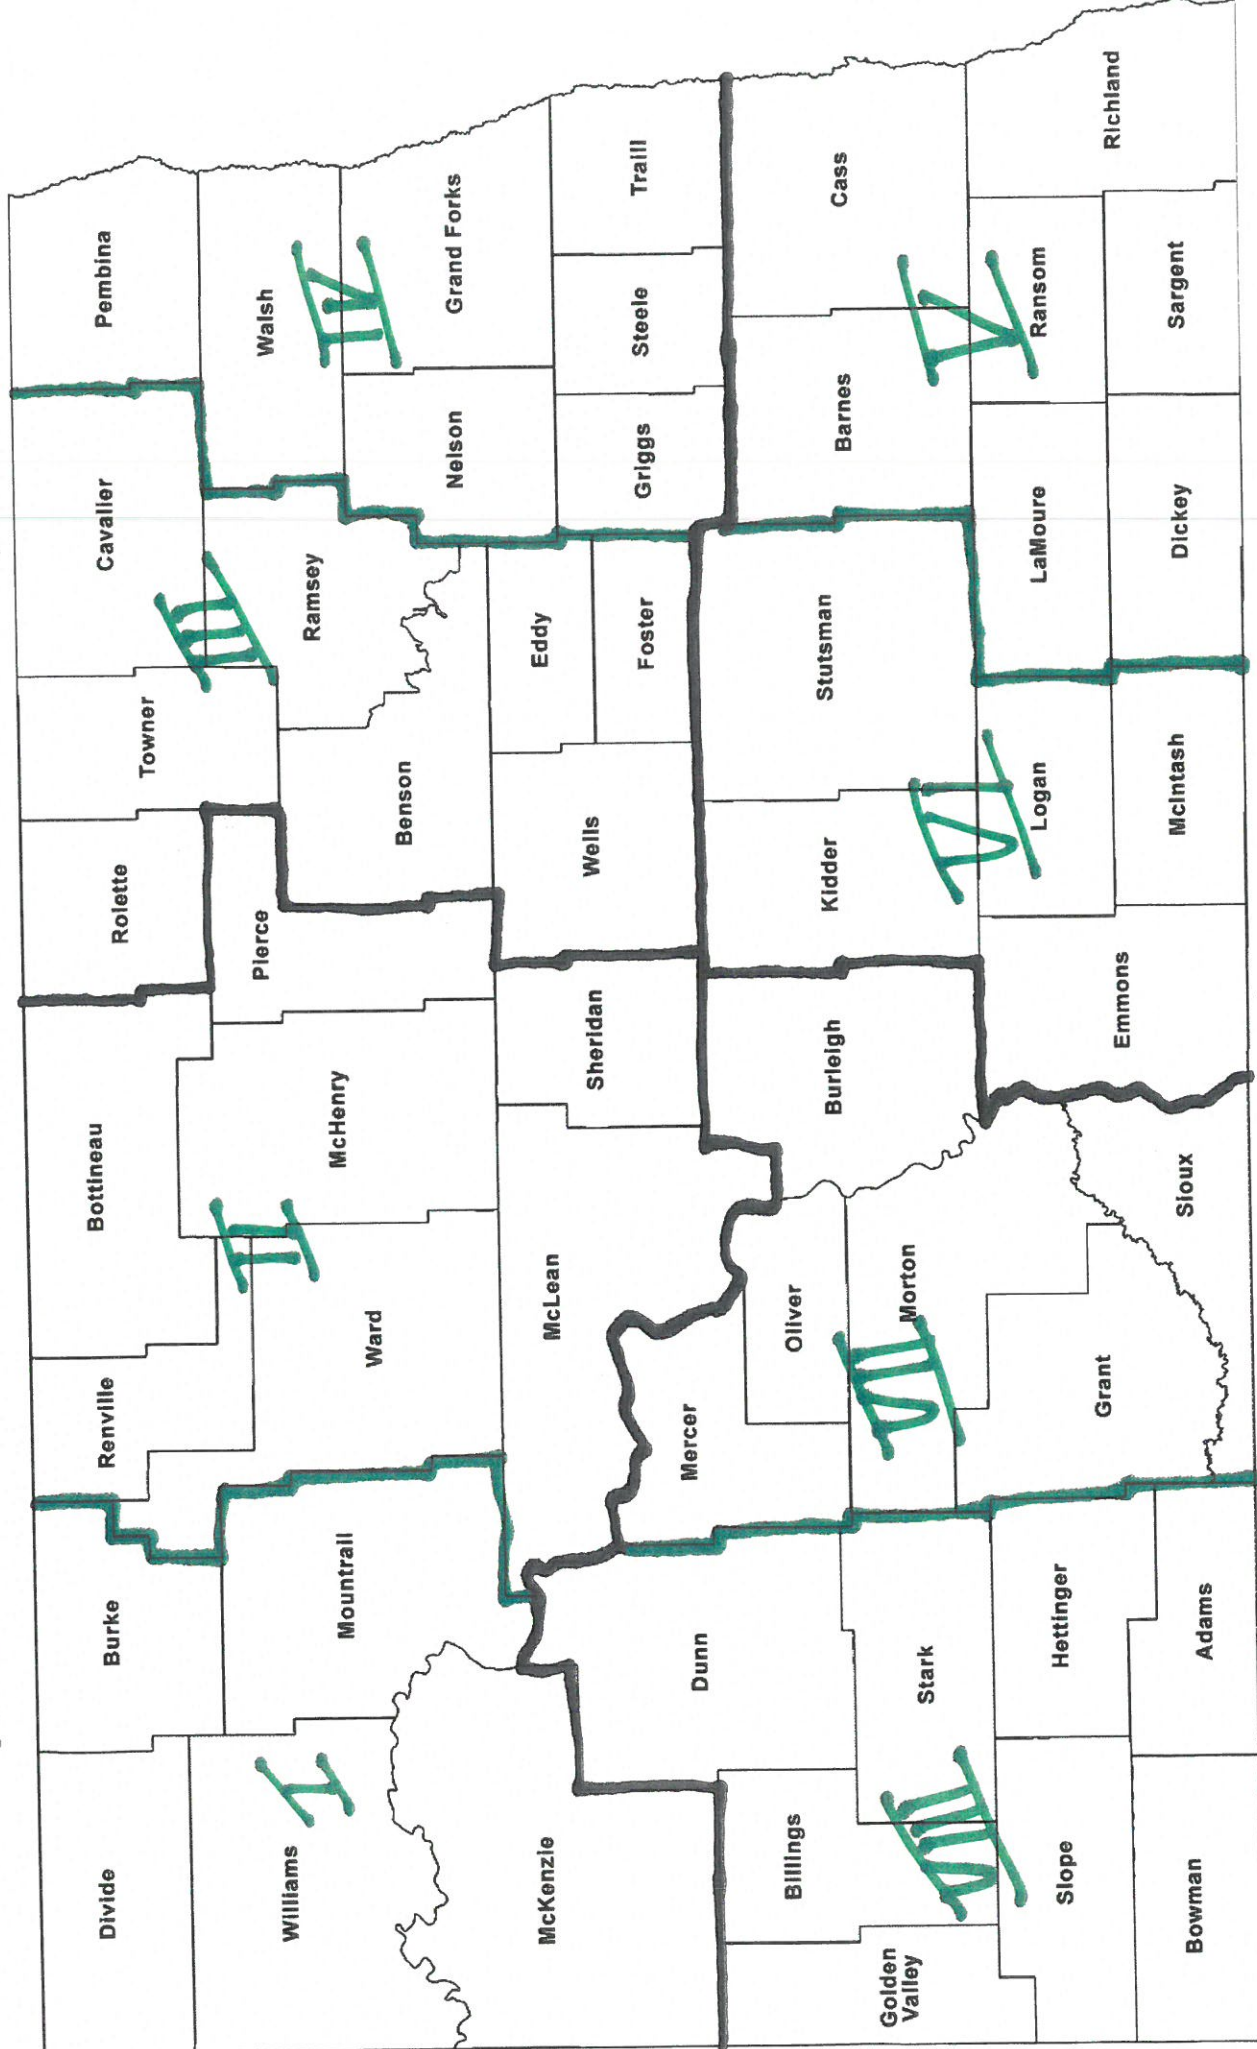 Divide
Burke
Renville
Bottineau
Rolette
Towner
Cavalier
Pembina
Williams
I
Mountrail
Ward
II
McHenry
Pierce
III
Ramsey
Walsh
IV
Benson
Nelson
Grand Forks
McKenzie
McLean
Sheridan
Wells
Eddy
Foster
Griggs
Steele
Traill
Dunn
Mercer
Oliver
Burleigh
Kidder
Stutsman
Barnes
Cass
Billings
Golden
Valley
Stark
VIII
Morton
VII
VI
V
Slope
Hettinger
Grant
Emmons
Logan
LaMoure
Ransom
Richland
Bowman
Adams
Sioux
McIntash
Dickey
Sargent